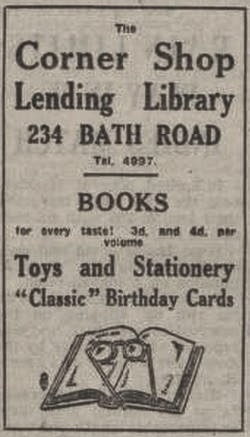 The
Corner Shop
Lending Library
234 BATH ROAD
Tel. 4997.
BOOKS
for every taste! 3d. and 4d. per
volume
Toys and Stationery
"Classic" Birthday Cards